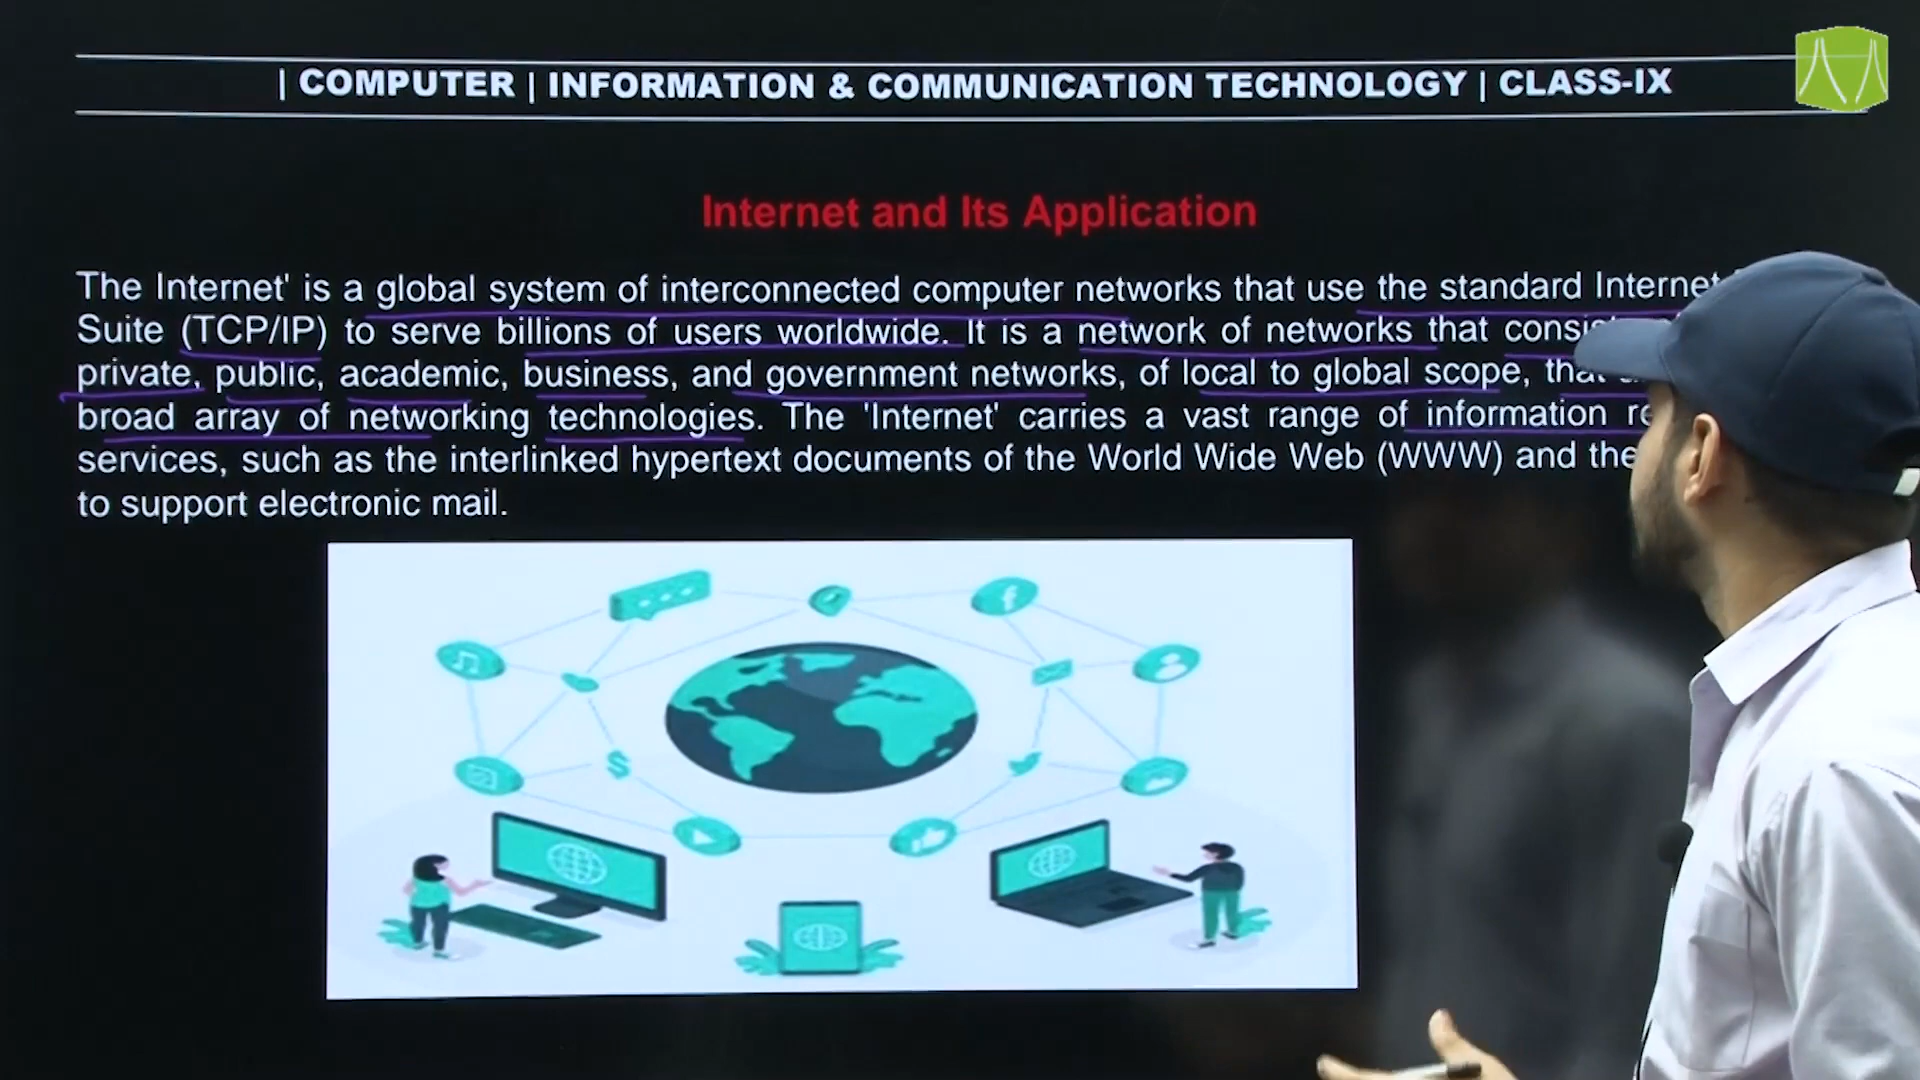 | COMPUTER | INFORMATION & COMMUNICATION TECHNOLOGY | CLASS-IX
Internet and Its Application
The Internet' is a global system of interconnected computer networks that use the standard Internet
Suite (TCP/IP) to serve billions of users worldwide. It is a network of networks that
private, public, academic, business, and government networks, of local to global scope, that
broad array of networking technologies. The 'Internet' carries a vast range of information
services, such as the interlinked hypertext documents of the World Wide Web (WWW) and the
to support electronic mail.